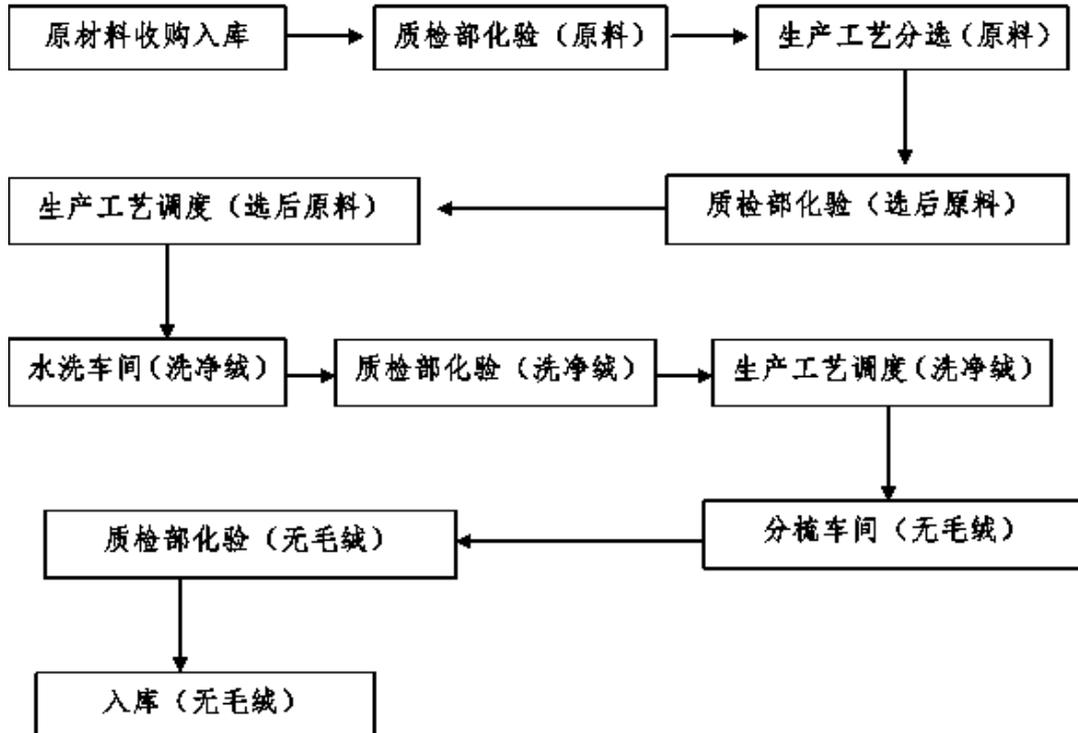 原材料收购入库
质检部化验（原料）
生产工艺分选（原料）
质检部化验（选后原料）
生产工艺调度（选后原料）
水洗车间（洗净绒）
质检部化验（洗净绒）
生产工艺调度（洗净绒）
分梳车间（无毛绒）
质检部化验（无毛绒）
入库（无毛绒）